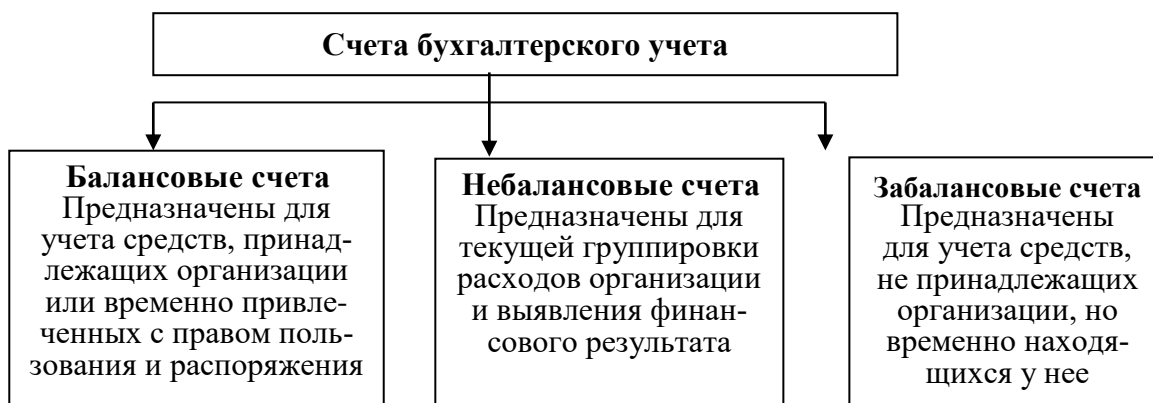 Счета бухгалтерского учета
Балансовые счета
Предназначены для
учета средств, принад-
лежащих организации
или временно привле-
ченных с правом поль-
зования и распоряжения
Небалансовые счета
Предназначены для
текущей группировки
расходов организации
и выявления финан-
сового результата
Забалансовые счета
Предназначены
для учета средств,
не принадлежащих
организации, но
временно находя-
щихся у нее